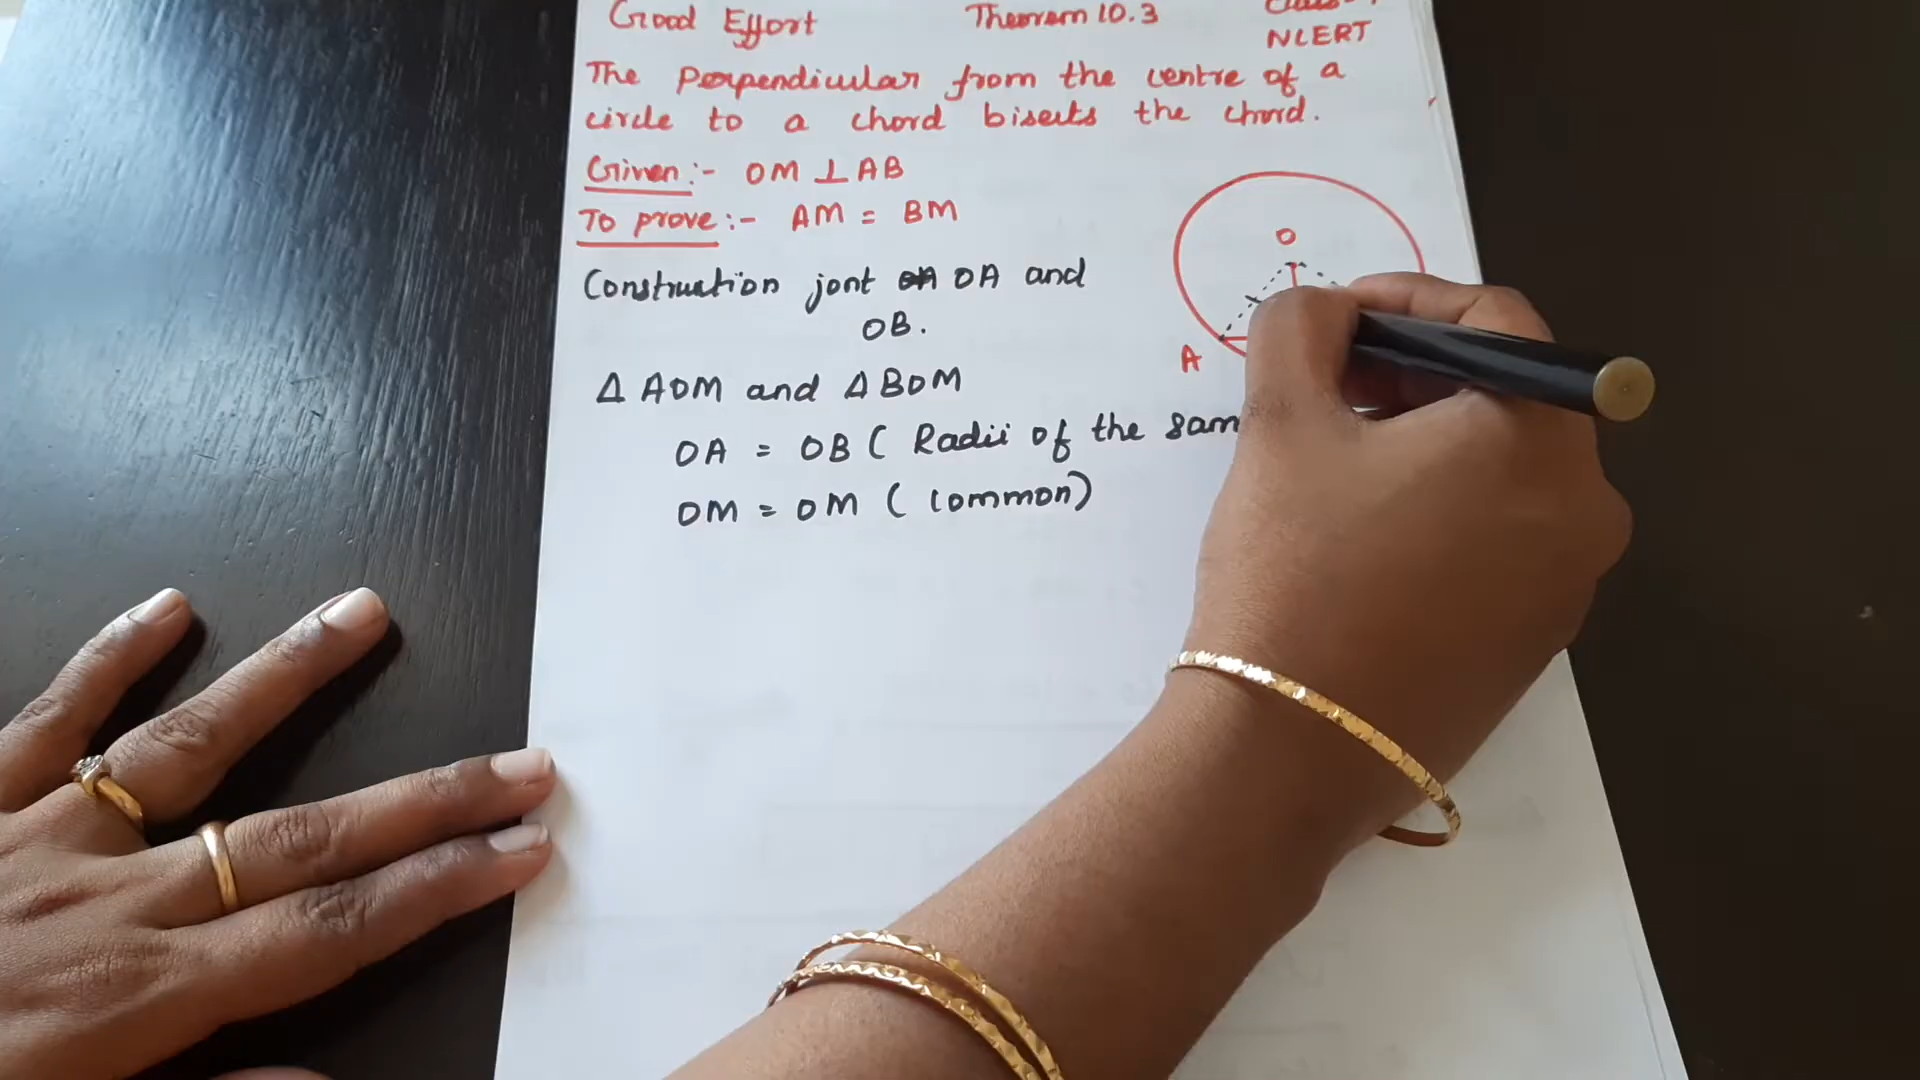 Good Effort Theorem 10.3
NCERT
The Perpendicular from the centre of a
circle to a chord bisects the chord.
Given :- OM ⊥ AB
To prove :- AM = BM
O
Construction jont OA and
OB.
A
Δ AOM and Δ BOM
OA = OB ( Radii of the sam
OM = OM ( common)